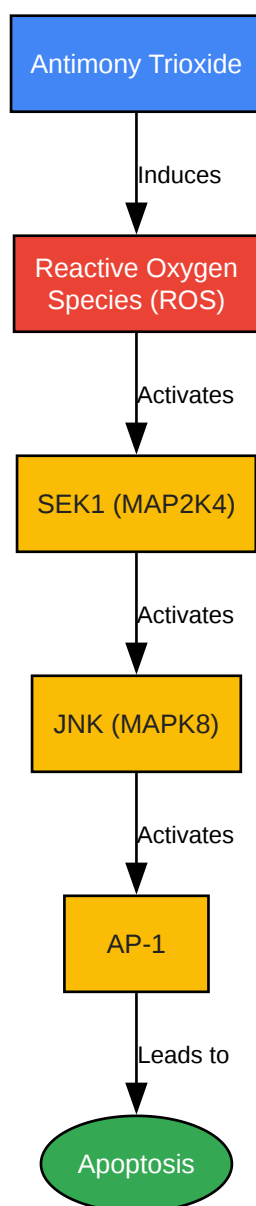 Antimony Trioxide
Induces
Reactive Oxygen
Species (ROS)
Activates
SEK1 (MAP2K4)
Activates
JNK (MAPK8)
Activates
AP-1
Leads to
Apoptosis